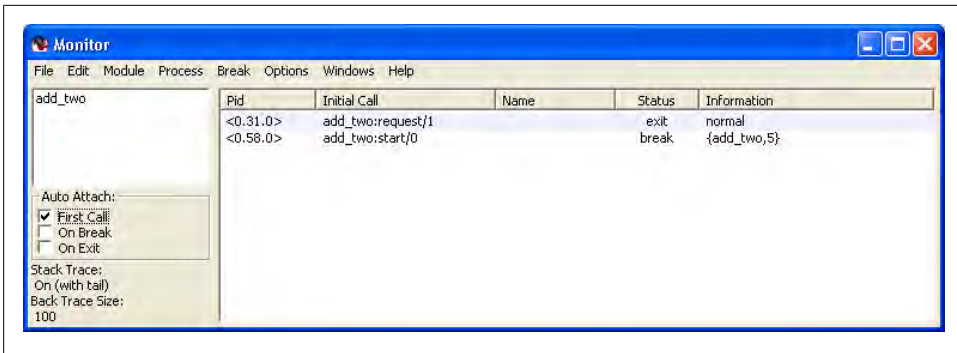 Monitor
File Edit Module Process Break Options Windows Help
add_two
Pid Initial Call Name Status Information
<0.31.0> add_two:request/1 exit normal
<0.58.0> add_two:start/0 break {add_two,5}
Auto Attach:
First Call
On Break
On Exit
Stack Trace:
On (with tail)
Back Trace Size:
100